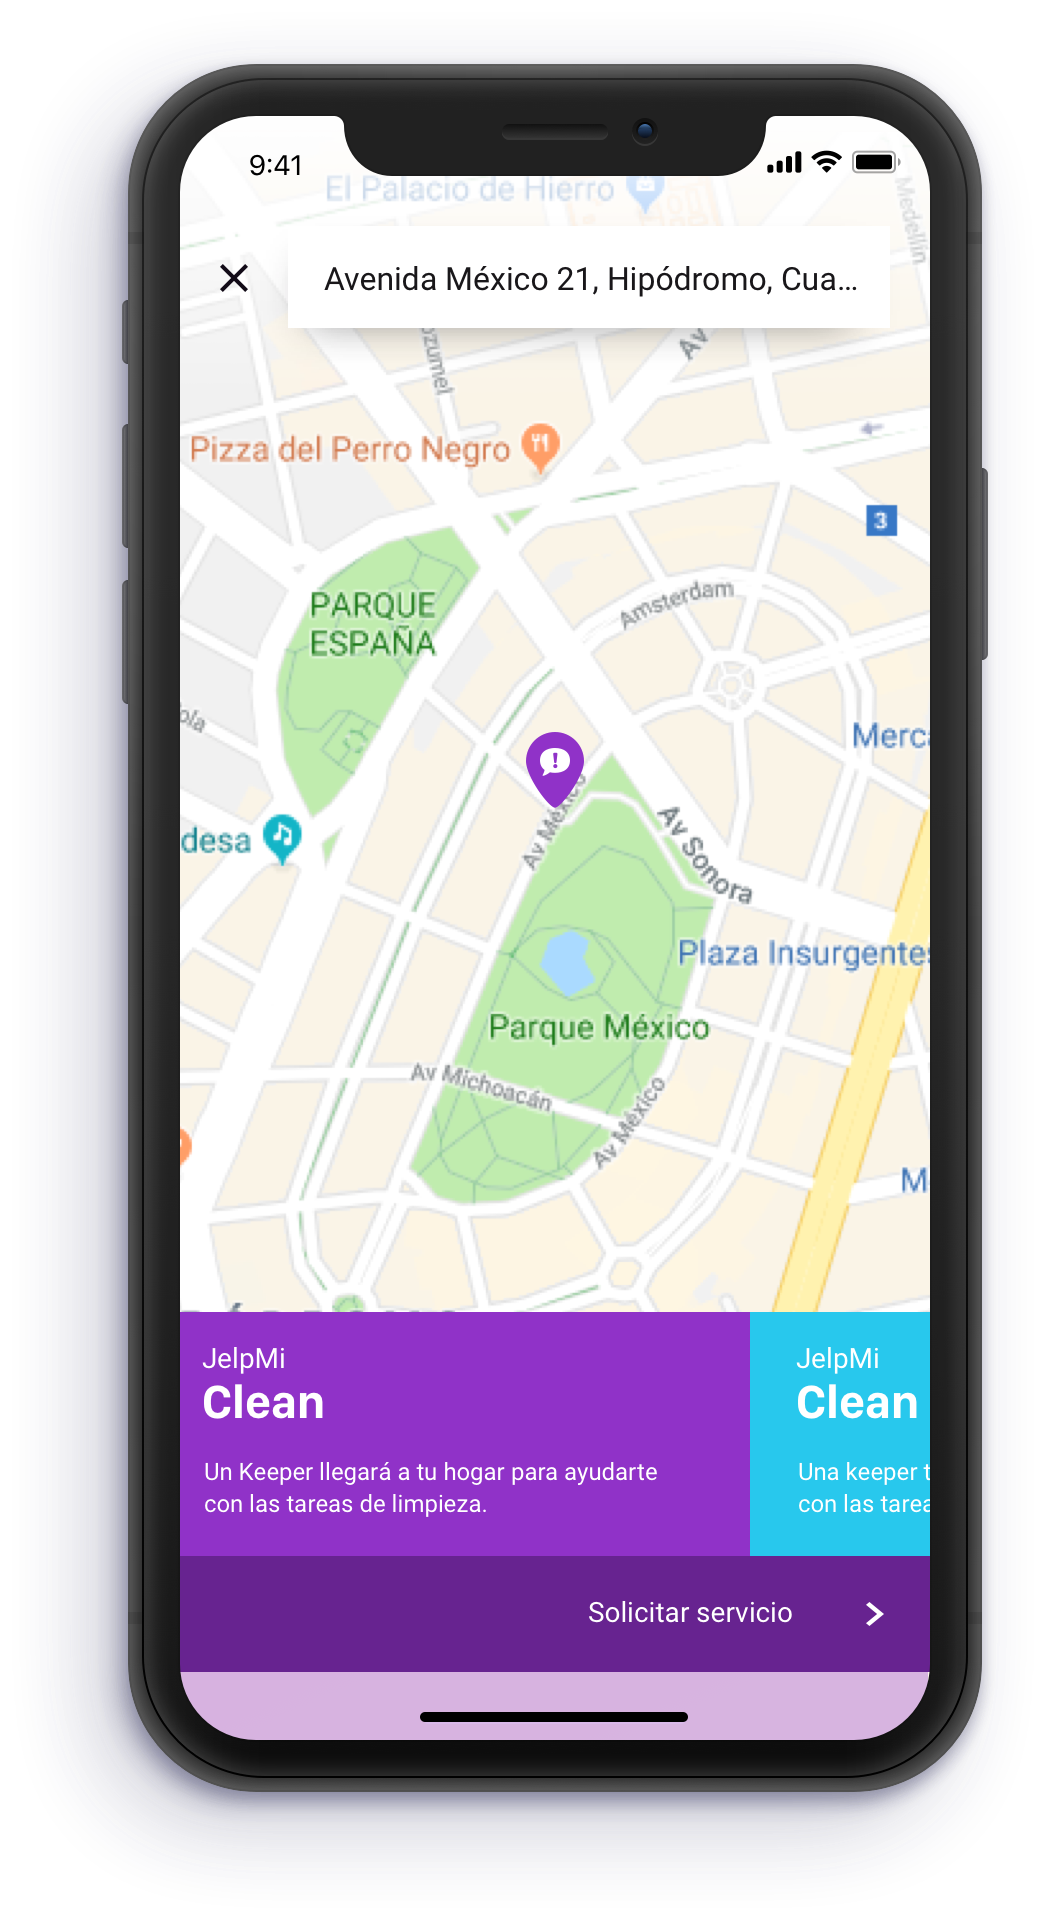 9:41
El Palacio de Hierro
Medellín
Avenida México 21, Hipódromo, Cua...
Av
Pizza del Perro Negro
3
Amsterdam
PARQUE
ESPAÑA
Merca
desa
Av México
Av Sonora
Plaza Insurgentes
Parque México
Av Michoacán
Av México
M
JelpMi
Clean
Un Keeper llegará a tu hogar para ayudarte
con las tareas de limpieza.
JelpMi
Clean
Una keeper t
con las tarea
Solicitar servicio